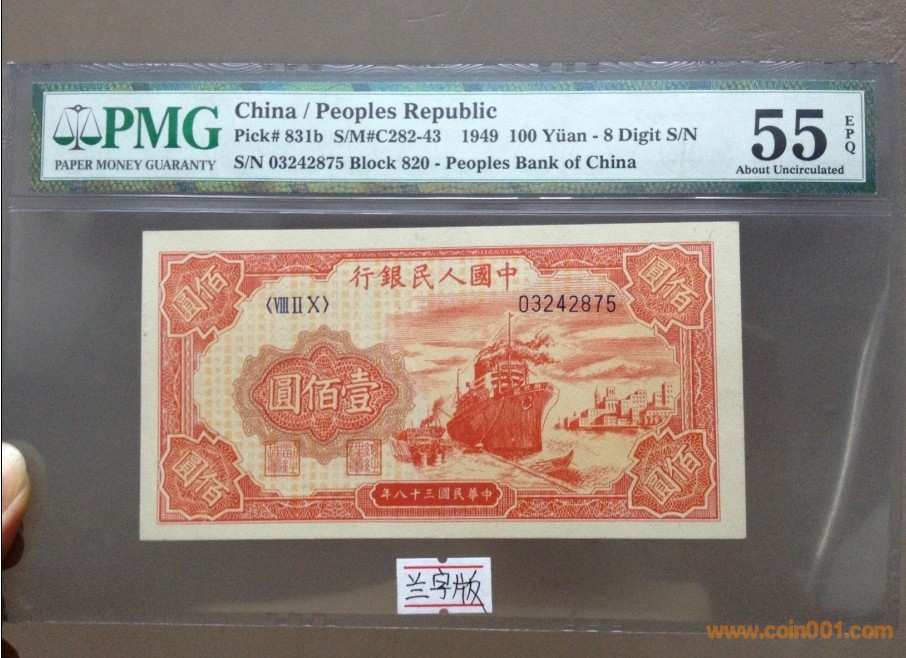 PMG
PAPER MONEY GUARANTY
China / Peoples Republic
Pick# 831b S/M#C282-43 1949 100 Yüan - 8 Digit S/N
S/N 03242875 Block 820 - Peoples Bank of China
55
EPQ
About Uncirculated
行銀民人國中
〈VIII II X〉 03242875
圓佰 圓佰
圓佰壹
圓佰 圓佰
年八十三國民華中
兰字版
www.coin001.com